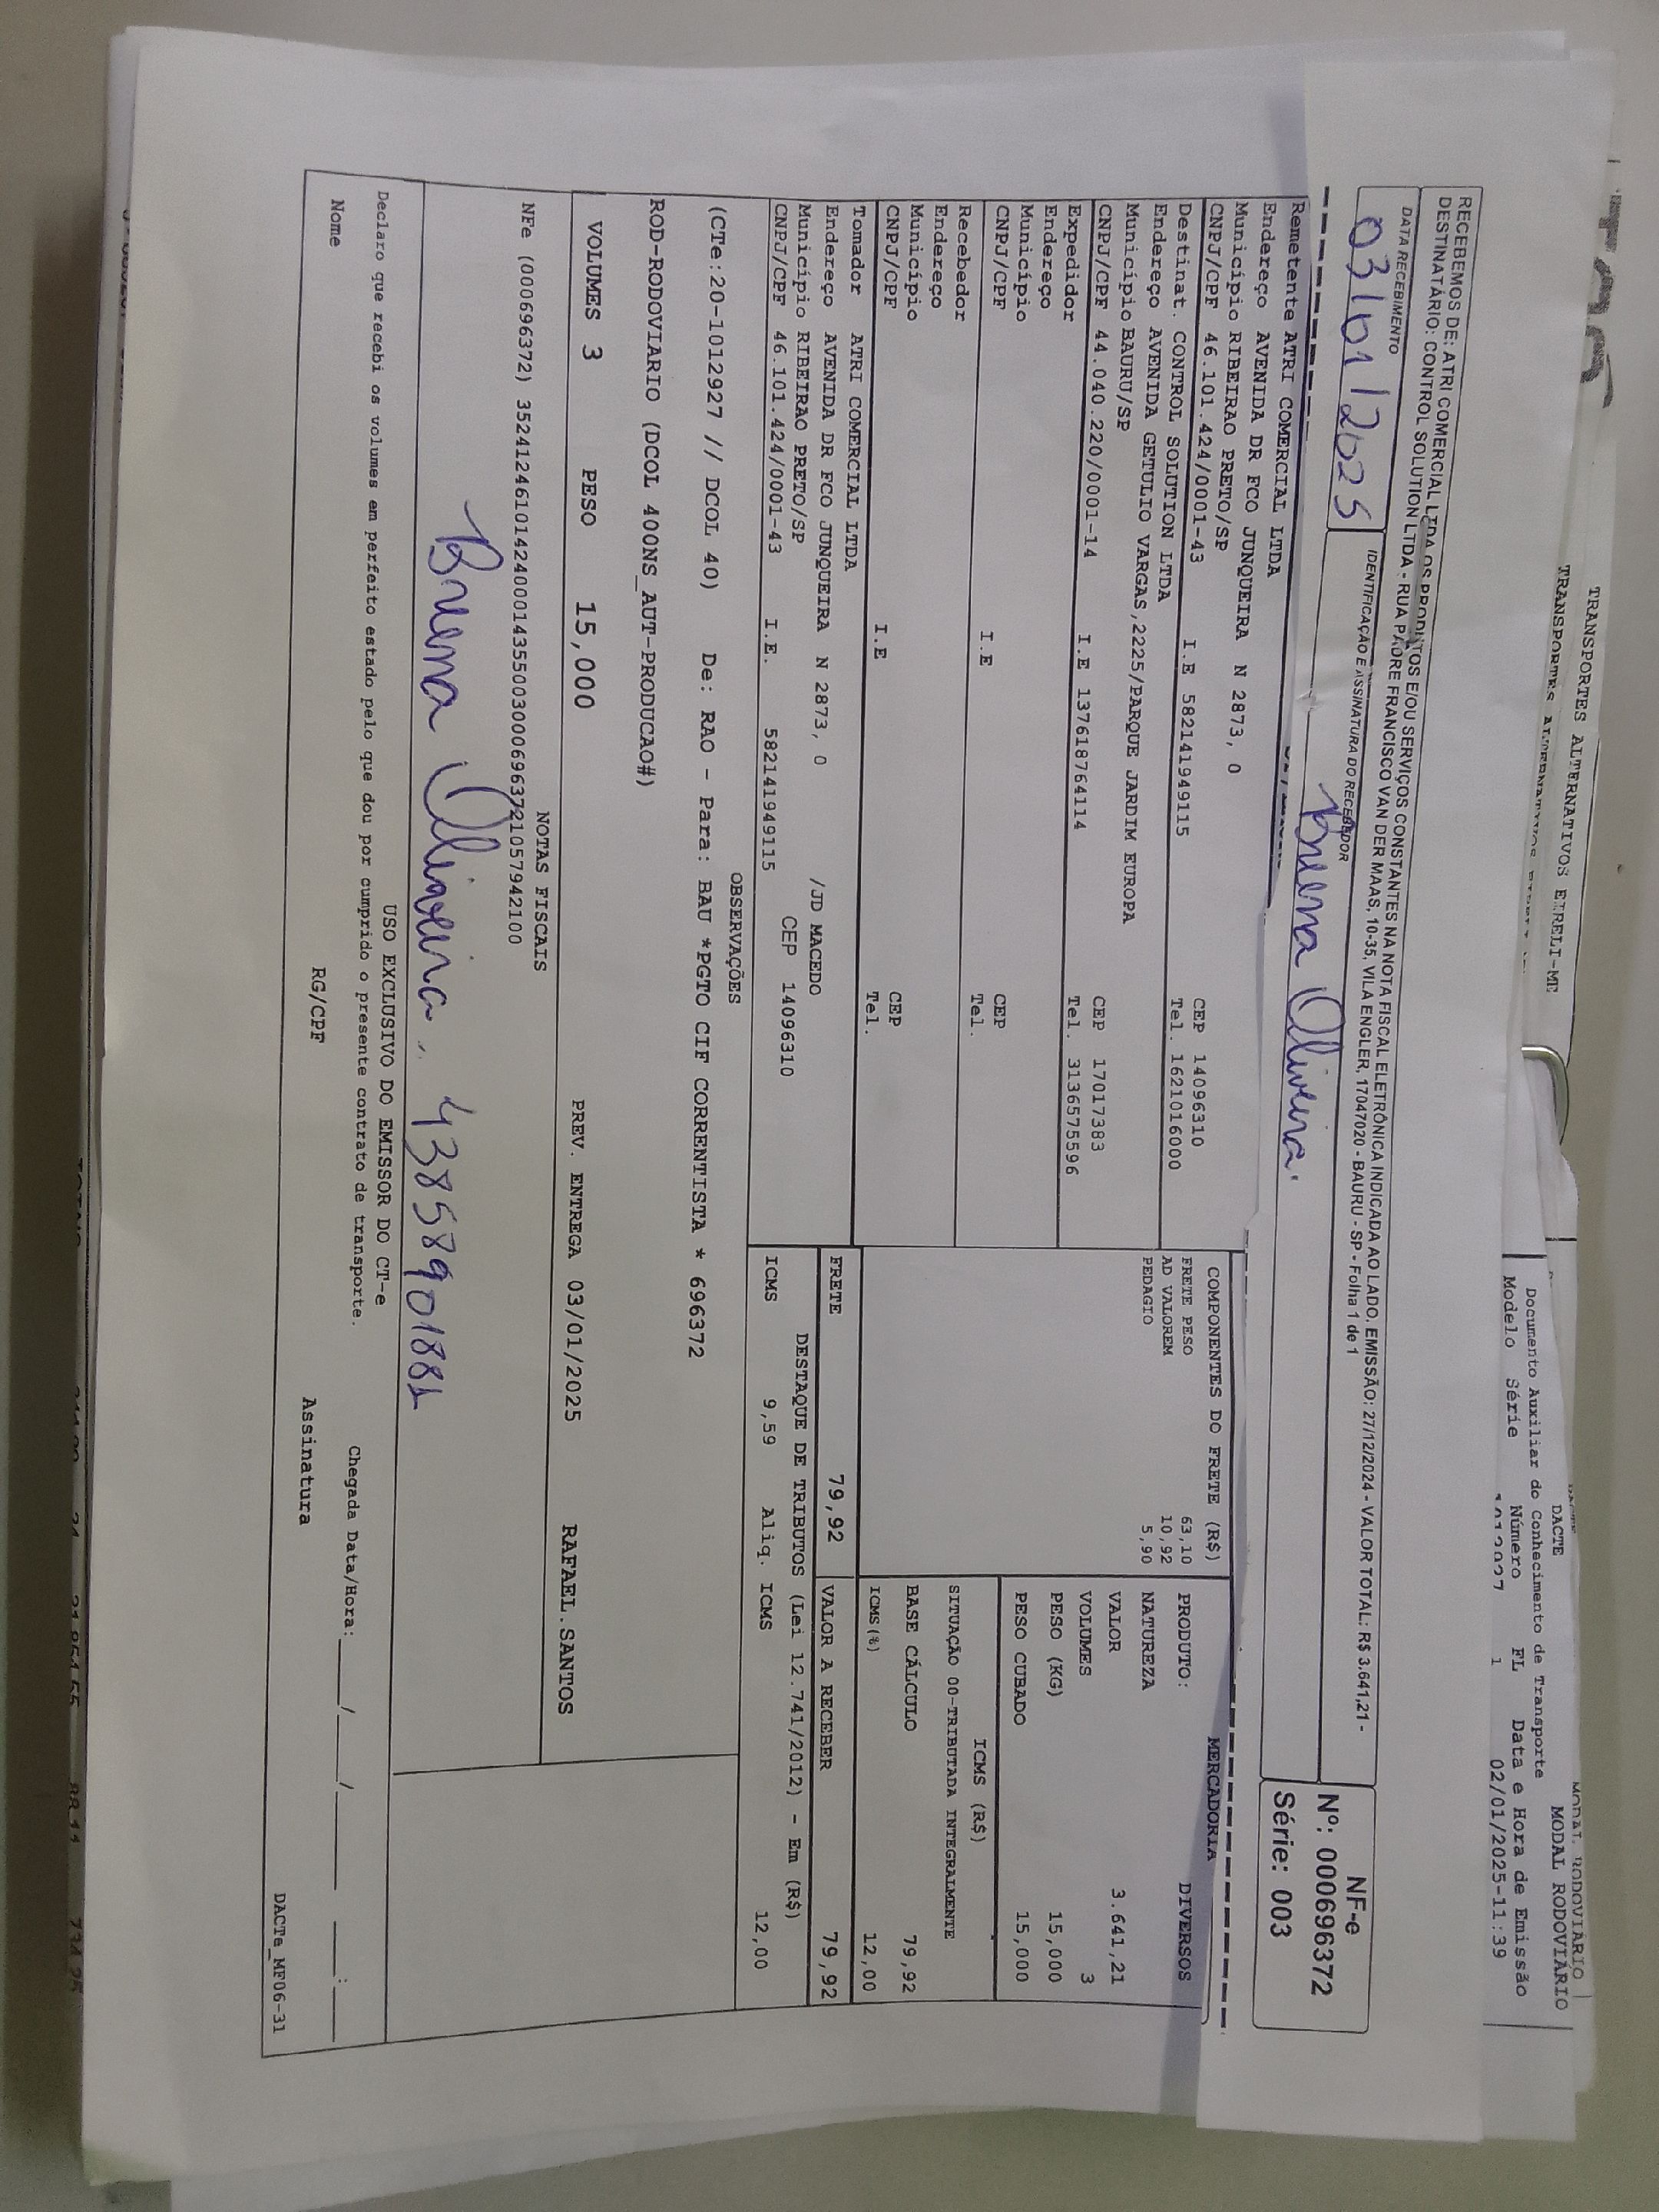 TRANSPORTES ALTERNATIVOS EIRELI-ME
DACTE
MODAL RODOVIÁRIO
Documento Auxiliar do Conhecimento de Transporte
Modelo Série Número FL Data e Hora de Emissão
1012927 1 02/01/2025-11:39
RECEBEMOS DE: ATRI COMERCIAL LTDA OS PRODUTOS E/OU SERVIÇOS CONSTANTES NA NOTA FISCAL ELETRÔNICA INDICADA AO LADO. EMISSÃO: 27/12/2024 - VALOR TOTAL: R$ 3.641,21 -
DESTINATÁRIO: CONTROL SOLUTION LTDA - RUA PADRE FRANCISCO VAN DER MAAS, 10-35, VILA ENGLER, 17047020 - BAURU - SP - Folha 1 de 1
DATA RECEBIMENTO
03/01/2025
IDENTIFICAÇÃO E ASSINATURA DO RECEBEDOR
Brena Oliveira.
NF-e
Nº: 000696372
Série: 003
Remetente ATRI COMERCIAL LTDA
Endereço AVENIDA DR FCO JUNQUEIRA N 2873, 0
Município RIBEIRAO PRETO/SP CEP 14096310
CNPJ/CPF 46.101.424/0001-43 I.E 582141949115 Tel. 1621016000
Destinat. CONTROL SOLUTION LTDA
Endereço AVENIDA GETULIO VARGAS,2225/PARQUE JARDIM EUROPA
Município BAURU/SP CEP 17017383
CNPJ/CPF 44.040.220/0001-14 I.E 137618764114 Tel. 3136575596
Expedidor
Endereço
Município CEP
CNPJ/CPF I.E Tel.
Recebedor
Endereço
Município CEP
CNPJ/CPF I.E Tel.
Tomador ATRI COMERCIAL LTDA
Endereço AVENIDA DR FCO JUNQUEIRA N 2873, 0 /JD MACEDO
Município RIBEIRAO PRETO/SP CEP 14096310
CNPJ/CPF 46.101.424/0001-43 I.E. 582141949115
COMPONENTES DO FRETE (R$)
FRETE PESO 63,10
AD VALOREM 10,92
PEDAGIO 5,90
MERCADORIA
PRODUTO: DIVERSOS
NATUREZA
VALOR 3.641,21
VOLUMES 3
PESO (KG) 15,000
PESO CUBADO 15,000
ICMS (R$)
SITUAÇÃO 00-TRIBUTADA INTEGRALMENTE
BASE CÁLCULO 79,92
ICMS(%) 12,00
FRETE 79,92 VALOR A RECEBER 79,92
DESTAQUE DE TRIBUTOS (Lei 12.741/2012) - Em (R$)
ICMS 9,59 Aliq. ICMS 12,00
OBSERVAÇÕES
(CTe:20-1012927 // DCOL 40) De: RAO - Para: BAU *PGTO CIF CORRENTISTA * 696372
ROD-RODOVIARIO (DCOL 400NS_AUT-PRODUCAO#)
VOLUMES 3 PESO 15,000 PREV. ENTREGA 03/01/2025 RAFAEL.SANTOS
NOTAS FISCAIS
NFe (000696372) 35241246101424000143550030006963721057942100
Brena Oliveira. 43858901881
USO EXCLUSIVO DO EMISSOR DO CT-e
Declaro que recebi os volumes em perfeito estado pelo que dou por cumprido o presente contrato de transporte. Chegada Data/Hora:____/____/______ ___:___
Nome RG/CPF Assinatura
DACTe_MF06-31